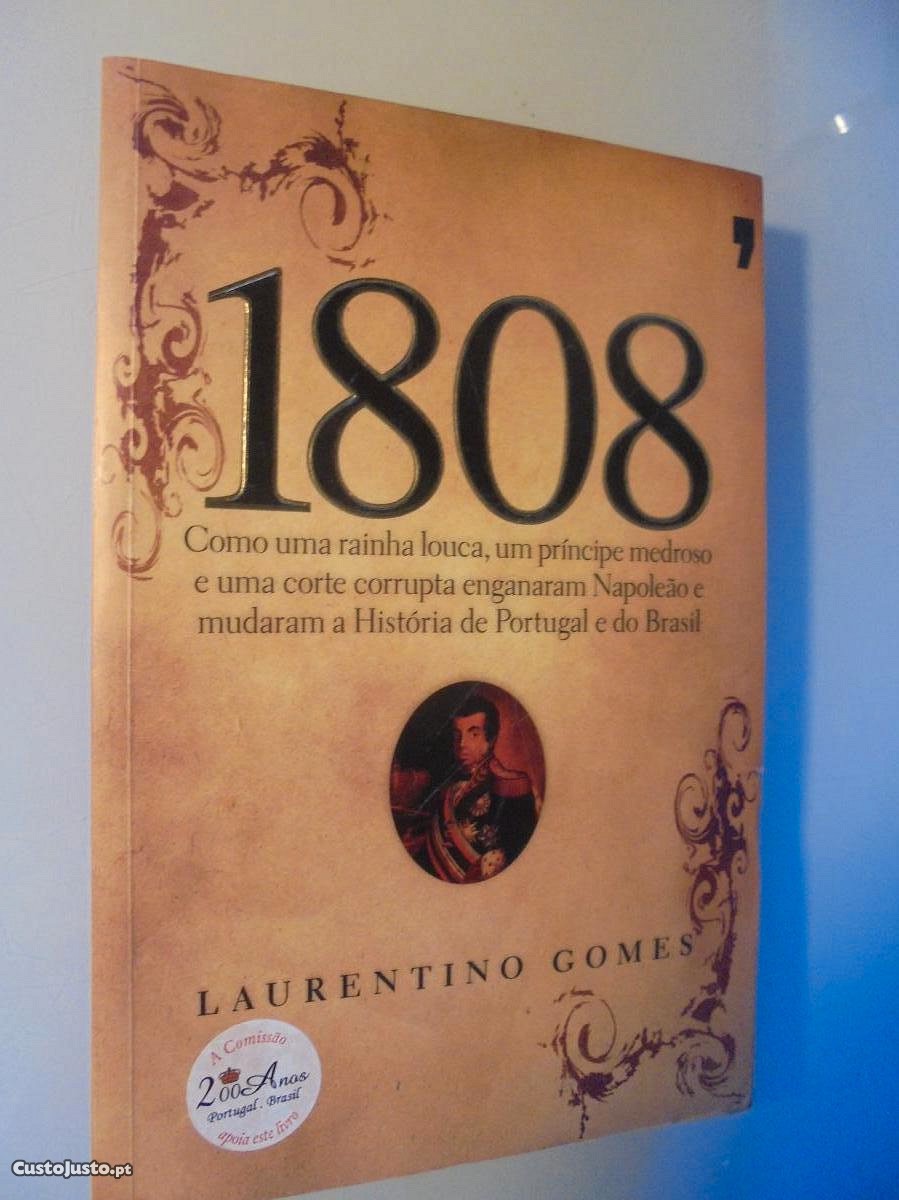 1808
Como uma rainha louca, um príncipe medroso
e uma corte corrupta enganaram Napoleão e
mudaram a História de Portugal e do Brasil
LAURENTINO GOMES
A Comissão
200 Anos
Portugal . Brasil
apoia este livro
CustoJusto.pt